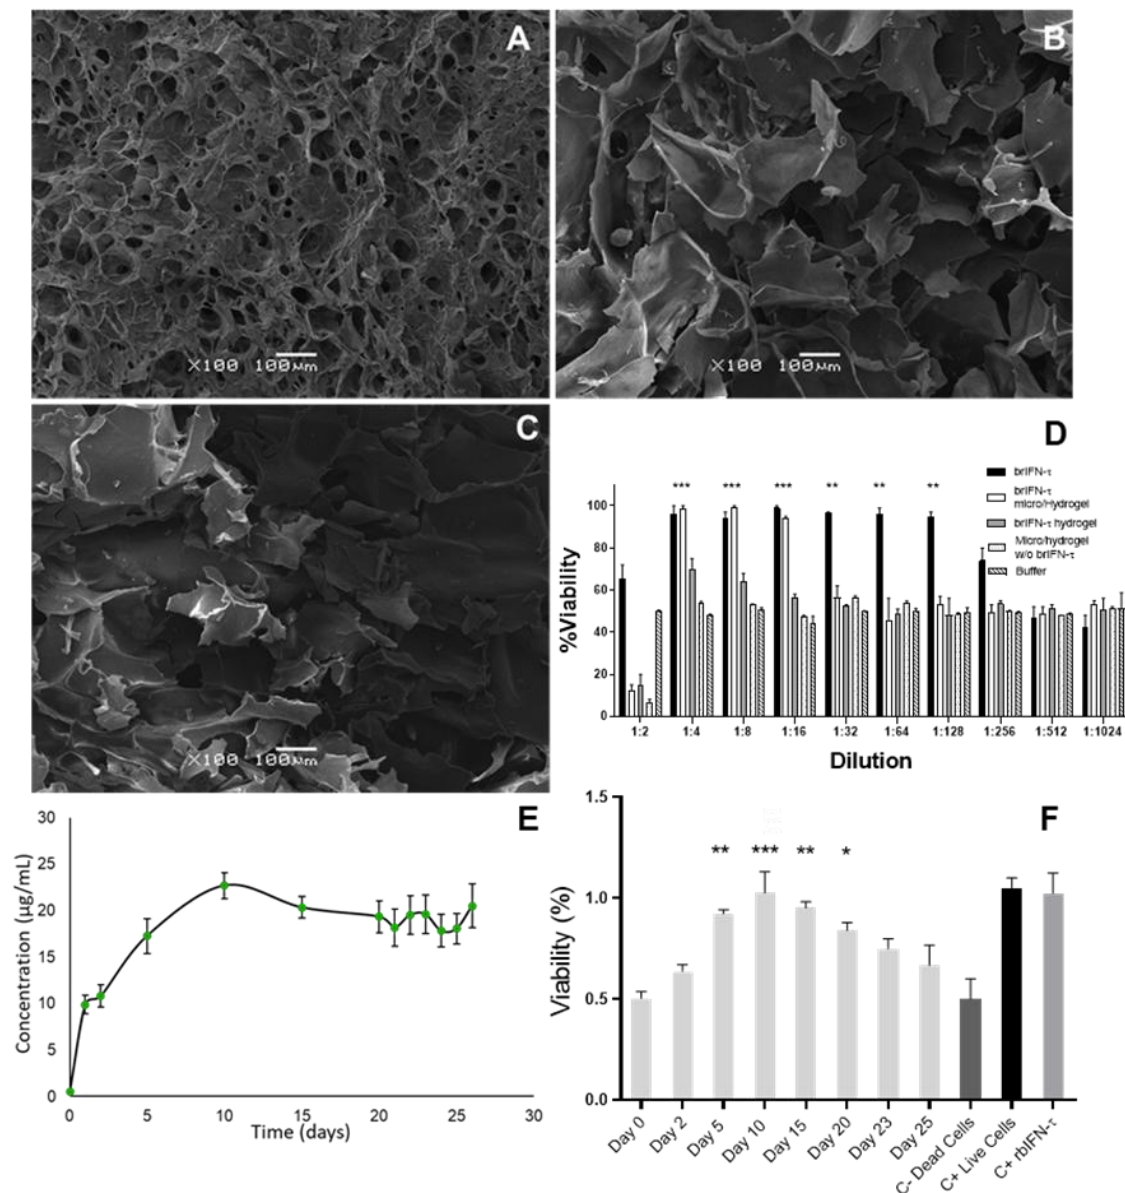 A
×100 100µm
B
×100 100µm
C
×100 100µm
D
brIFN-τ
brIFN-τ
micro/Hydrogel
brIFN-τ hydrogel
Micro/hydrogel
w/o brIFN-τ
Buffer
*** *** *** ** ** **
%Viability
100
80
60
40
20
0
1:2 1:4 1:8 1:16 1:32 1:64 1:128 1:256 1:512 1:1024
Dilution
E
Concentration (µg/mL)
30
25
20
15
10
5
0
0 5 10 15 20 25 30
Time (days)
F
Viability (%)
1.5
1.0
0.5
0.0
** *** ** *
Day 0
Day 2
Day 5
Day 10
Day 15
Day 20
Day 23
Day 25
C- Dead Cells
C+ Live Cells
C+ rbIFN-τ